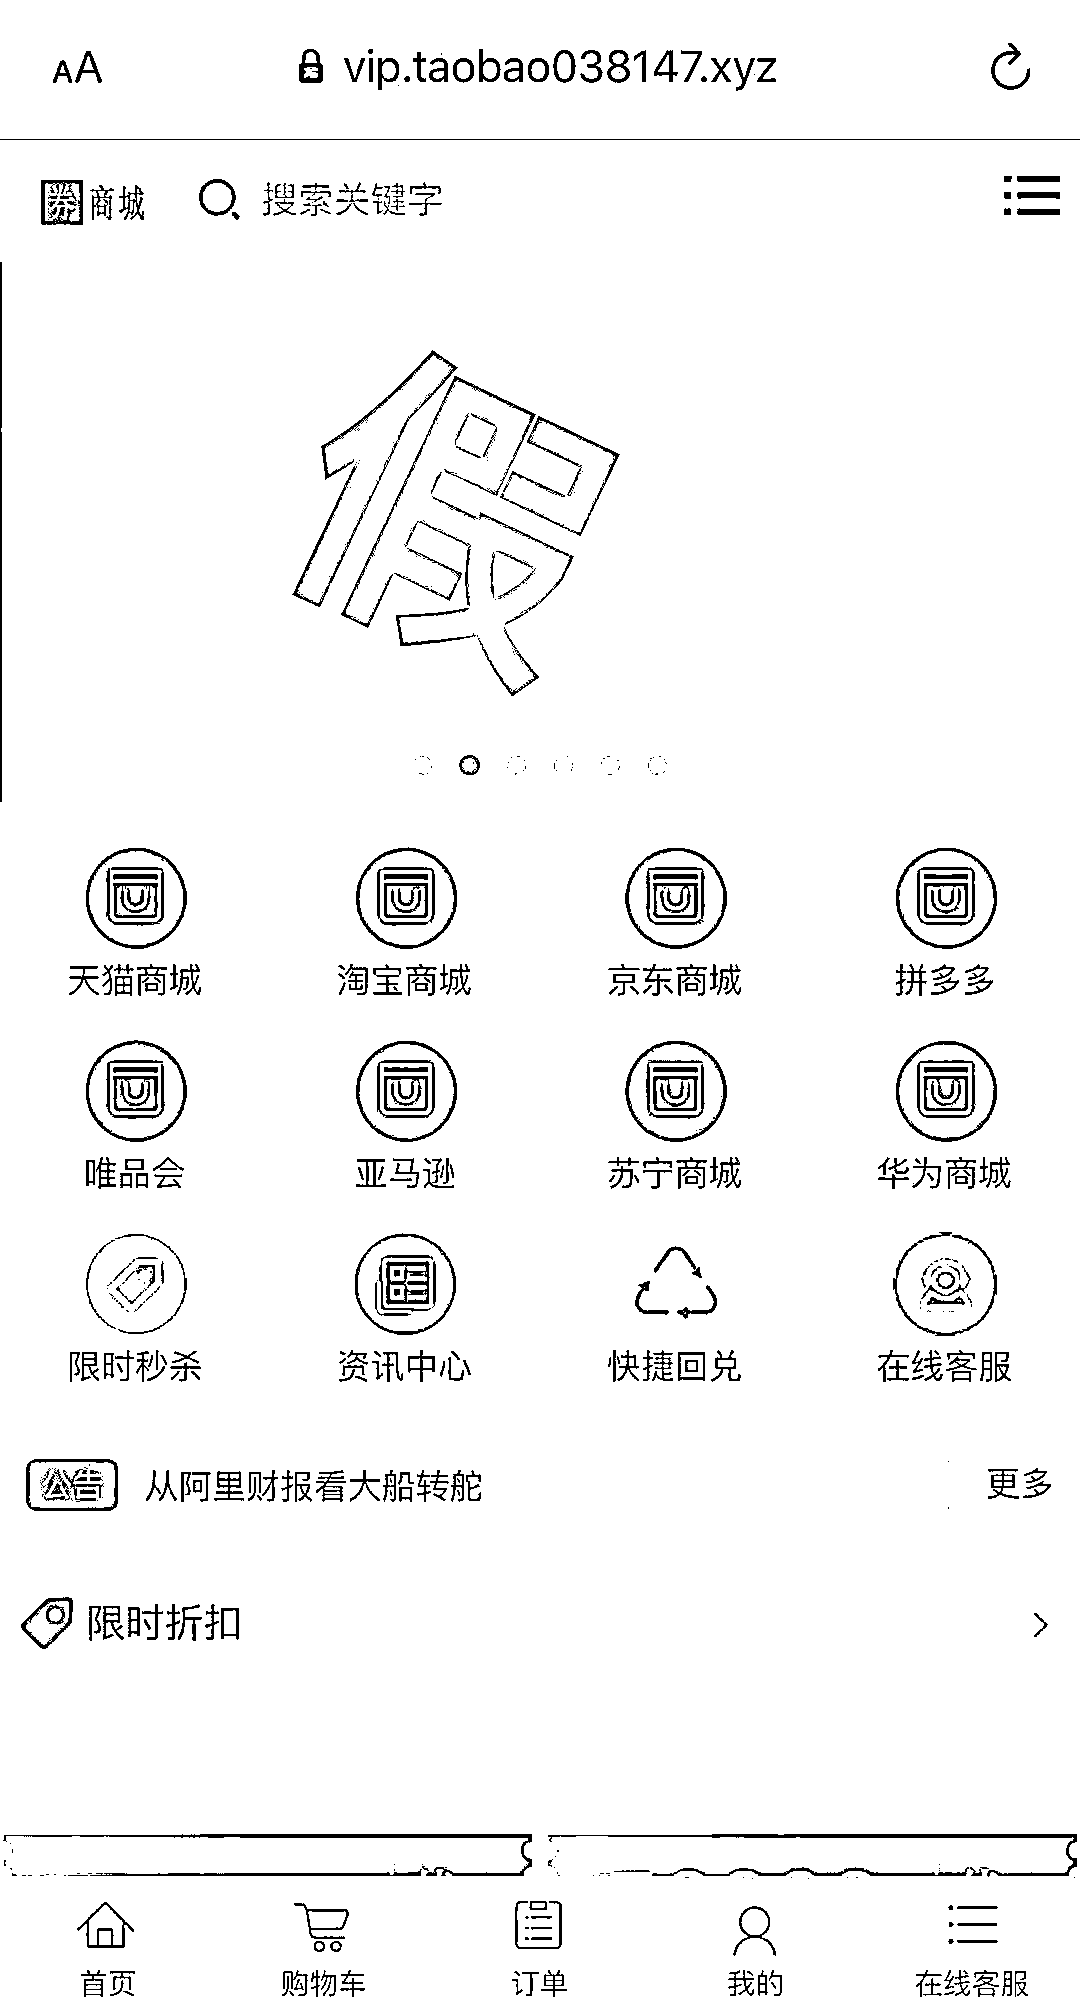 AA vip.taobao038147.xyz
券商城 搜索关键字
假
天猫商城 淘宝商城 京东商城 拼多多
唯品会 亚马逊 苏宁商城 华为商城
限时秒杀 资讯中心 快捷回兑 在线客服
公告 从阿里财报看大船转舵 更多
限时折扣
首页 购物车 订单 我的 在线客服